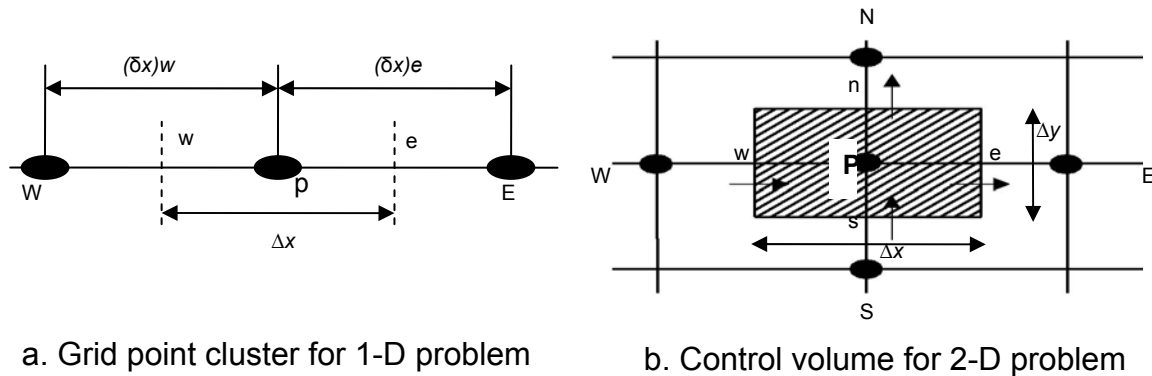 (δx)w
(δx)e
w
e
W
p
E
Δx
a. Grid point cluster for 1-D problem
N
n
Δy
w
P
e
W
E
s
Δx
S
b. Control volume for 2-D problem